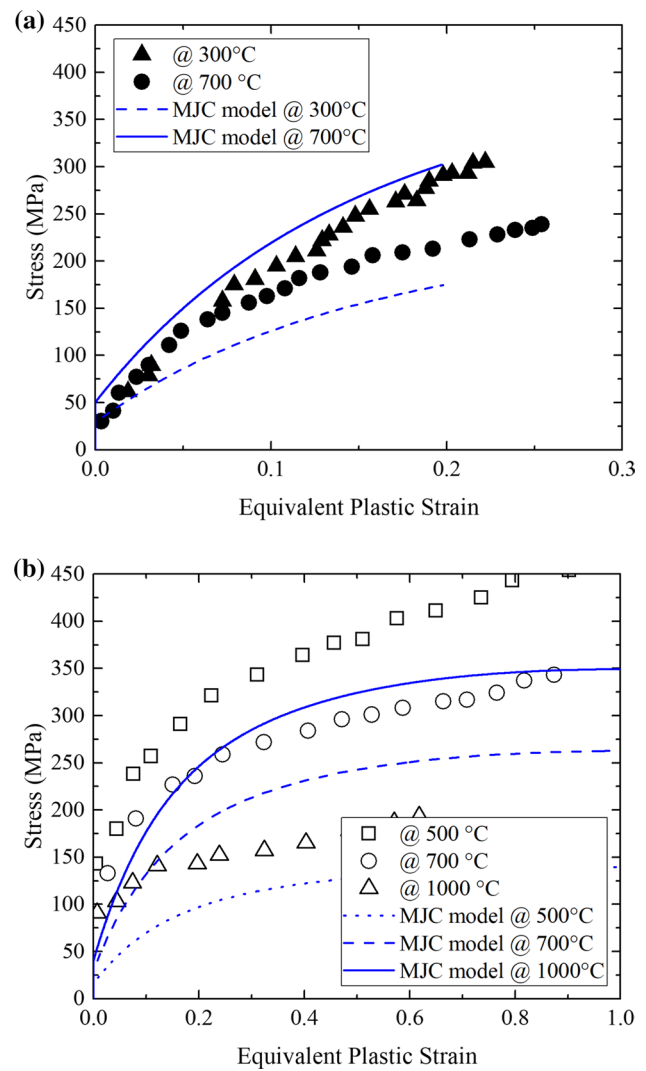 (a)
450
400
350
300
250
200
150
100
50
0
Stress (MPa)
@ 300°C
@ 700 °C
MJC model @ 300°C
MJC model @ 700°C
0.0 0.1 0.2 0.3
Equivalent Plastic Strain
(b)
450
400
350
300
250
200
150
100
50
0
Stress (MPa)
@ 500 °C
@ 700 °C
@ 1000 °C
MJC model @ 500°C
MJC model @ 700°C
MJC model @ 1000°C
0.0 0.2 0.4 0.6 0.8 1.0
Equivalent Plastic Strain